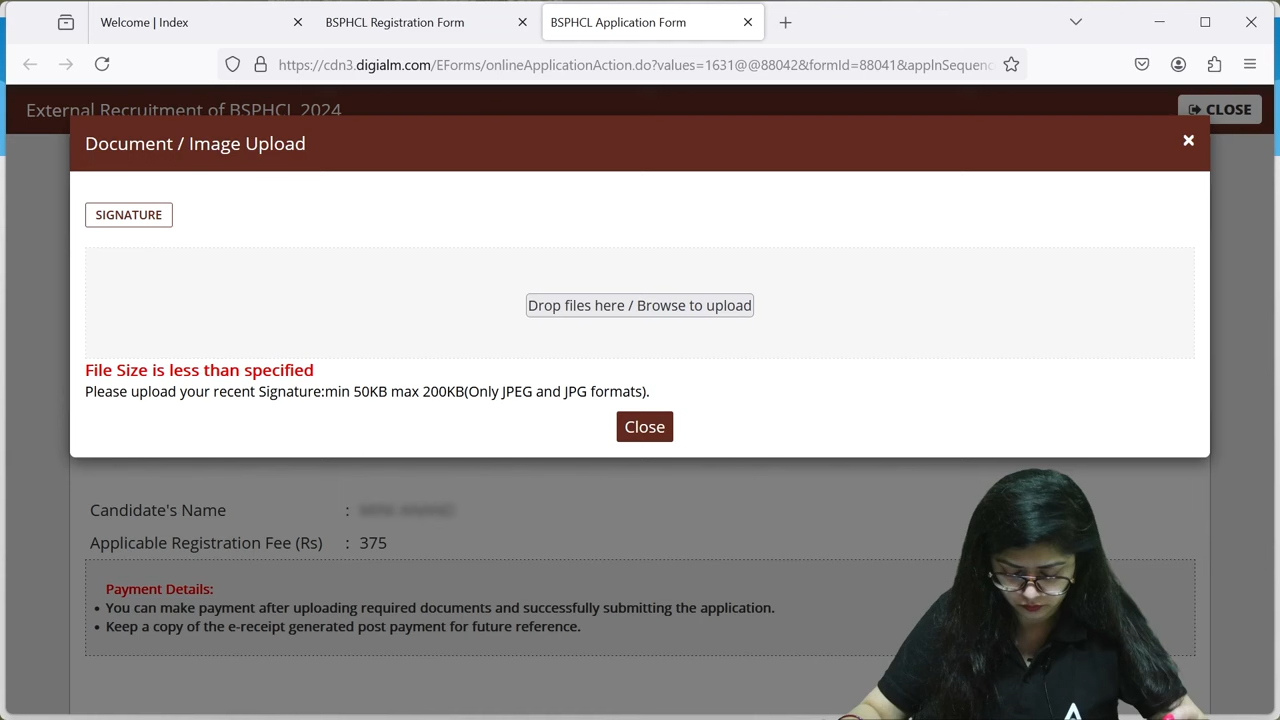 Welcome | Index
BSPHCL Registration Form
BSPHCL Application Form
https://cdn3.digialm.com/EForms/onlineApplicationAction.do?values=1631@@88042&formId=88041&applnSequenc
External Recruitment of BSPHCL 2024
CLOSE
Document / Image Upload
SIGNATURE
Drop files here / Browse to upload
File Size is less than specified
Please upload your recent Signature:min 50KB max 200KB(Only JPEG and JPG formats).
Close
Candidate's Name :
Applicable Registration Fee (Rs) : 375
Payment Details:
• You can make payment after uploading required documents and successfully submitting the application.
• Keep a copy of the e-receipt generated post payment for future reference.